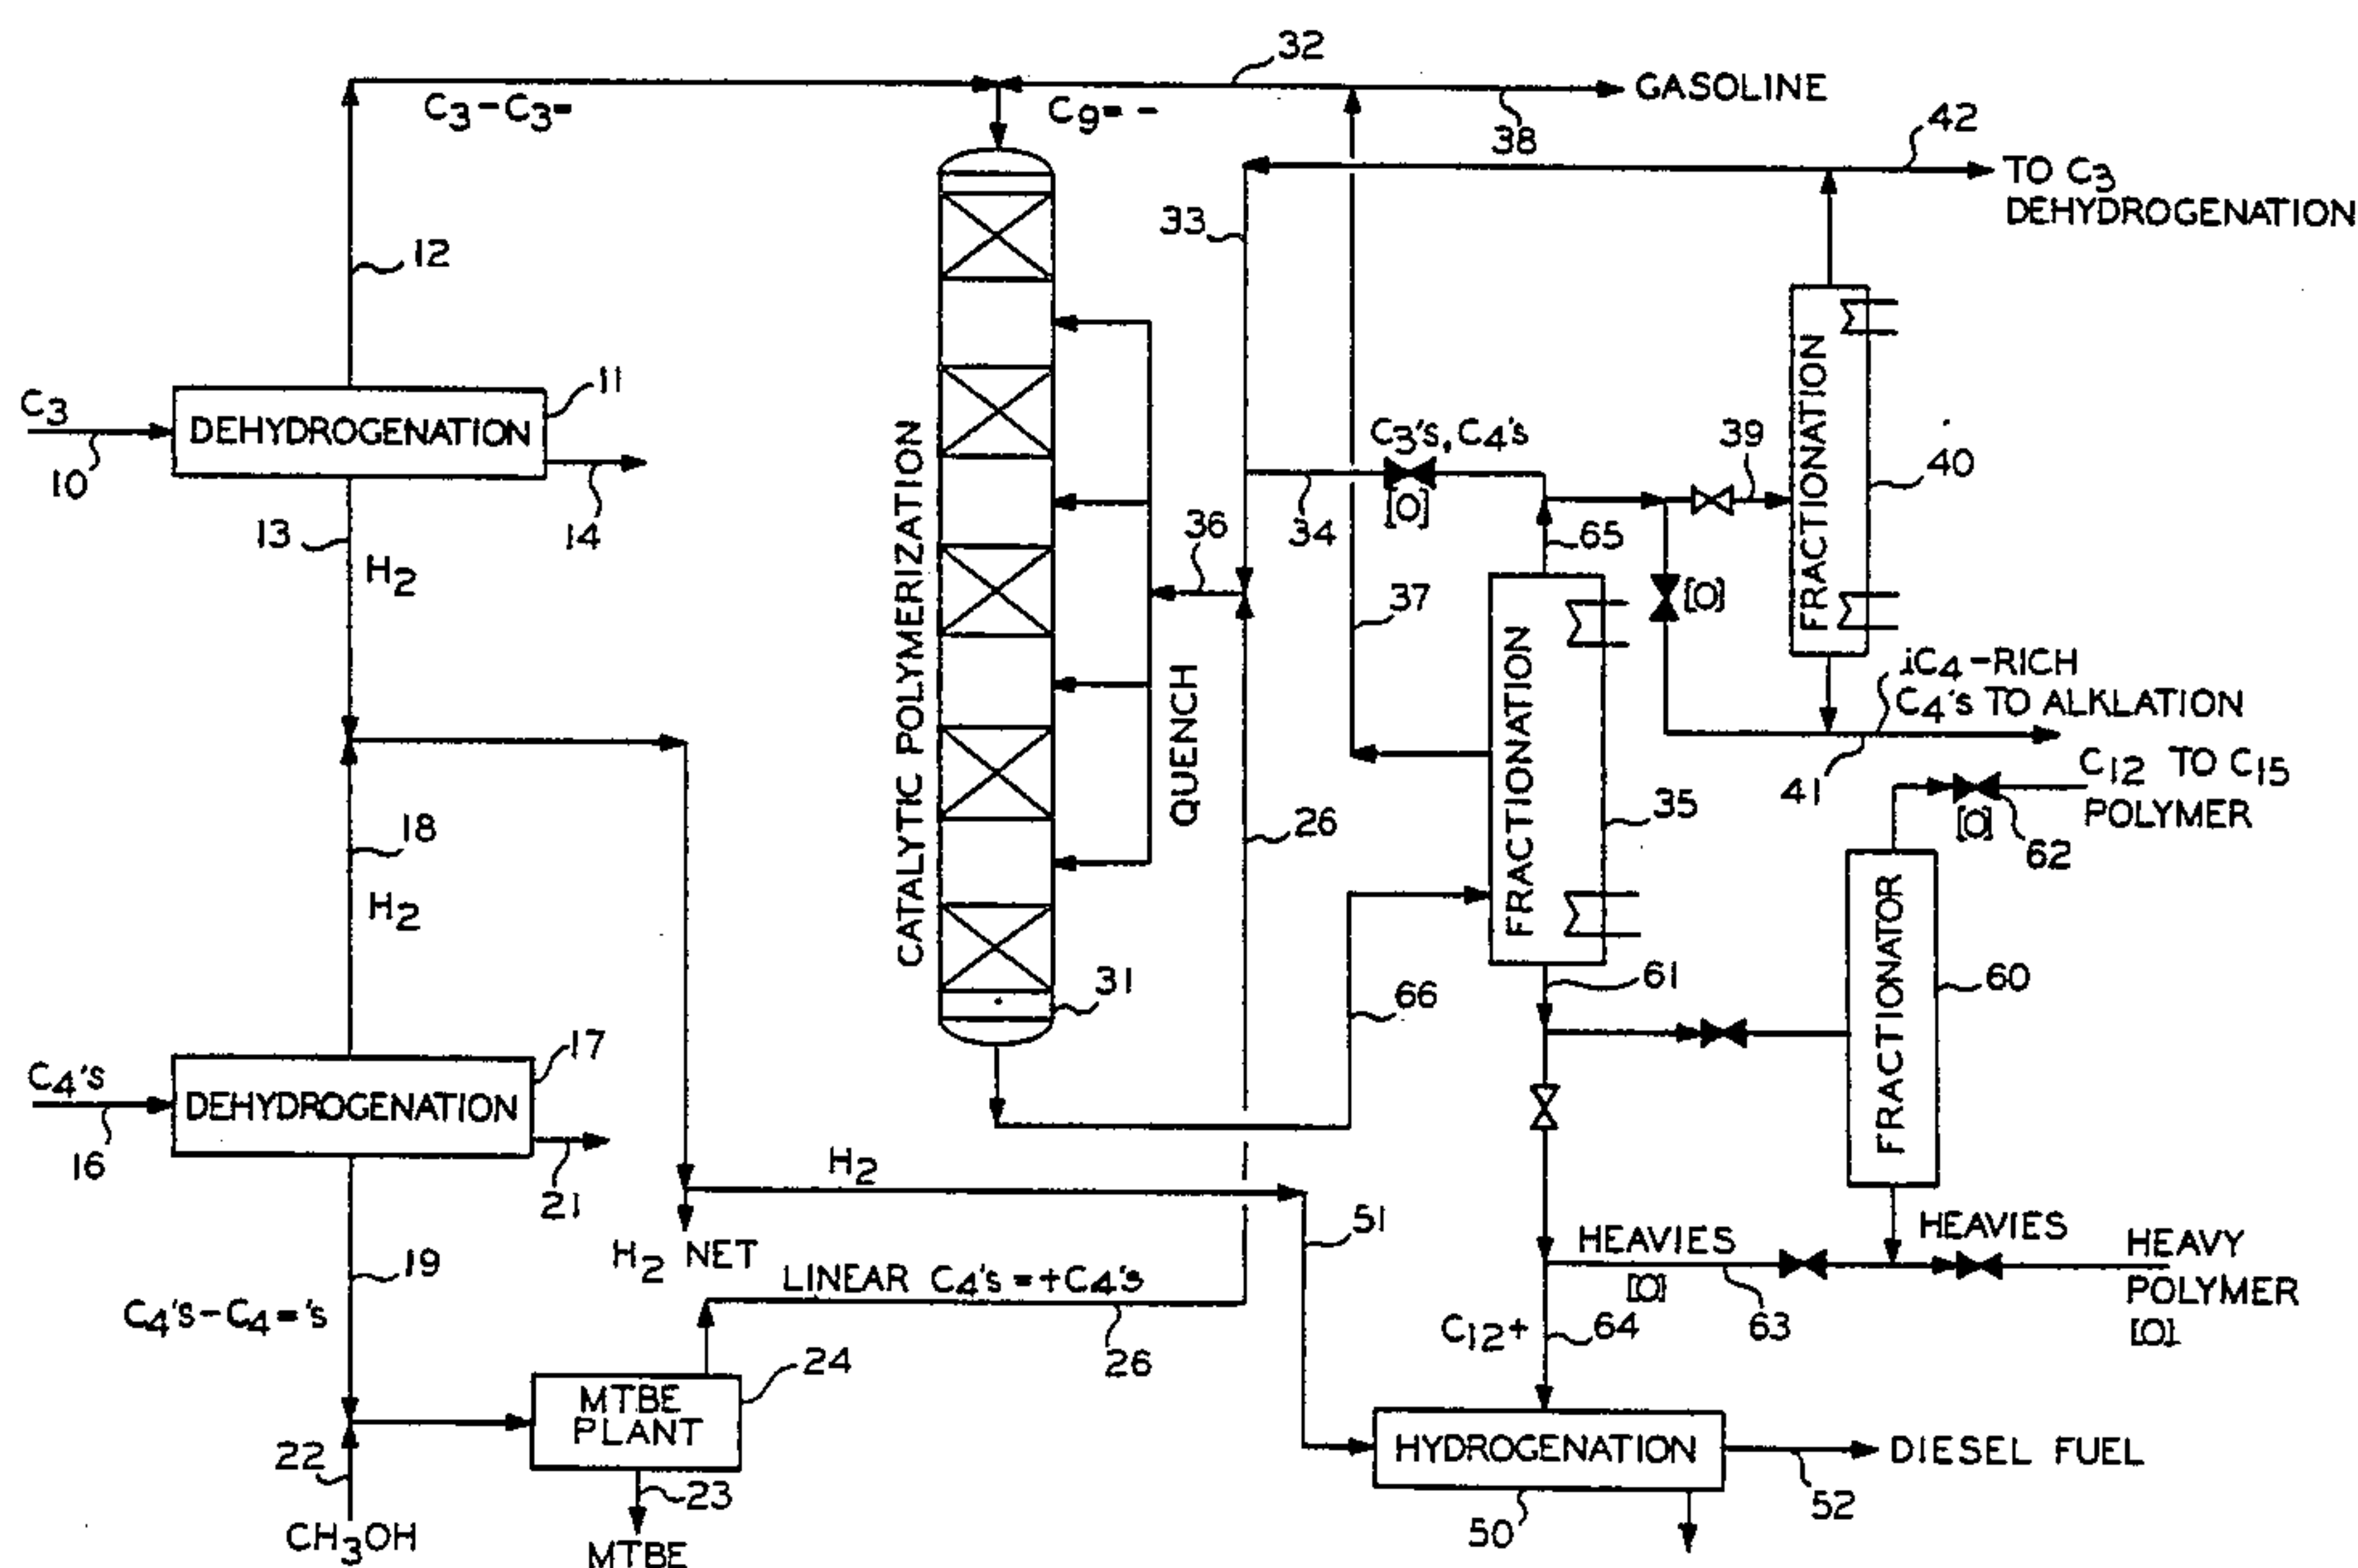 32
C3-C3=
C9= -
GASOLINE
38
42
TO C3
DEHYDROGENATION
33
12
C3
10
DEHYDROGENATION
11
14
13
H2
CATALYTIC POLYMERIZATION
QUENCH
36
C3's, C4's
[O]
34
37
65
39
FRACTIONATION
40
[O]
iC4-RICH
C4's TO ALKLATION
41
C12 TO C15
POLYMER
[O]
62
FRACTIONATION
35
26
18
H2
31
66
61
FRACTIONATOR
60
C4's
16
DEHYDROGENATION
17
21
19
H2
H2 NET
51
C4's-C4='s
LINEAR C4's=+C4's
26
HEAVIES
[O]
63
HEAVIES
HEAVY
POLYMER
[O]
C12+
64
22
CH3OH
MTBE
PLANT
24
23
MTBE
HYDROGENATION
50
52
DIESEL FUEL